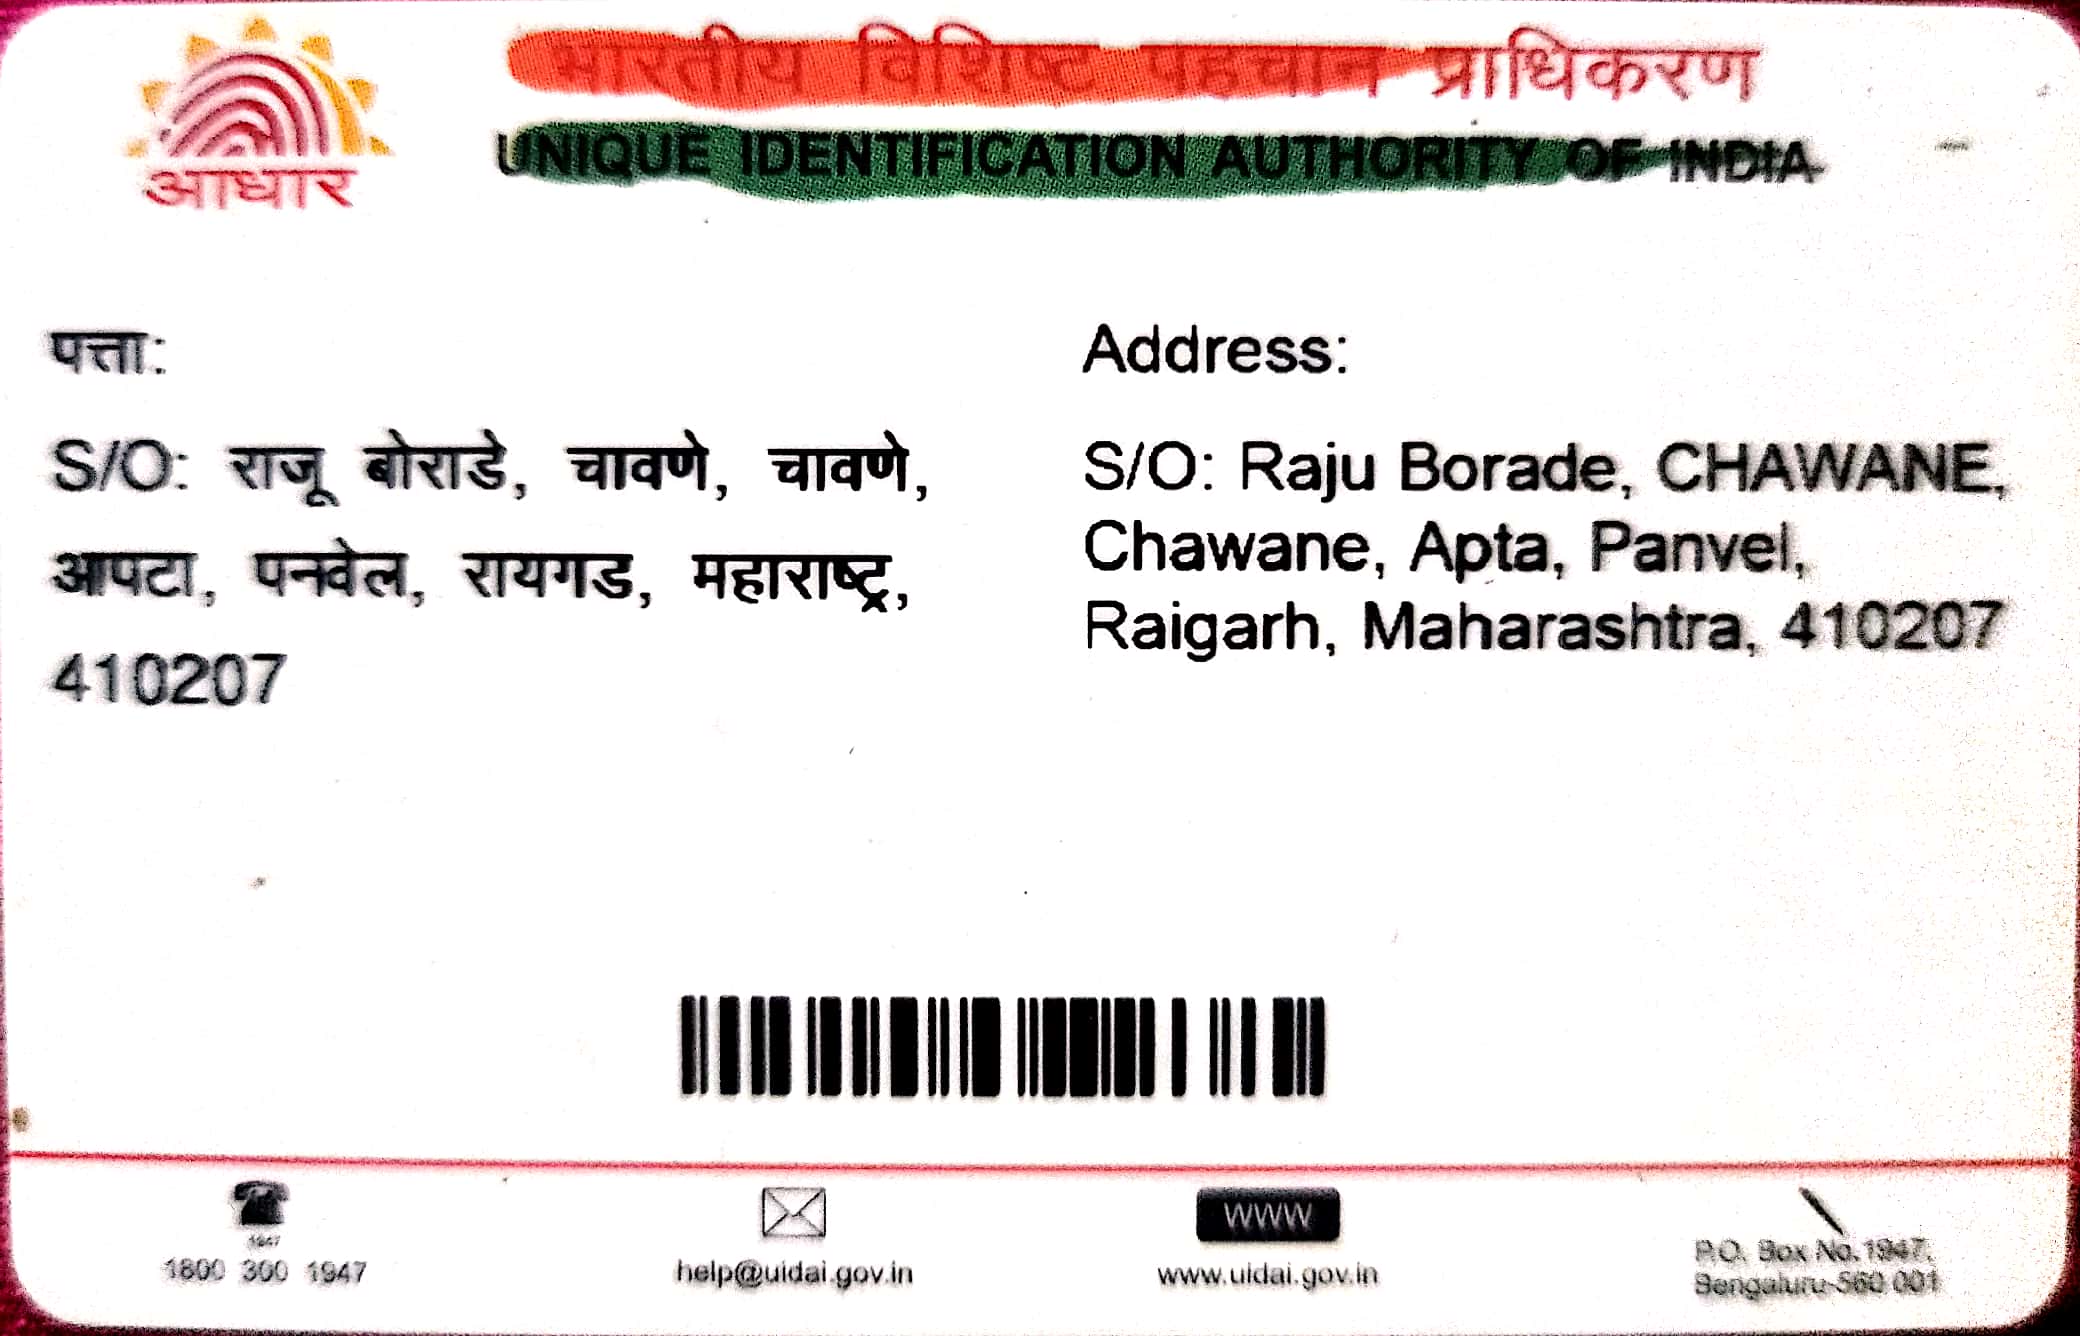 भारतीय विशिष्ट पहचान प्राधिकरण
UNIQUE IDENTIFICATION AUTHORITY OF INDIA
आधार
पत्ता:
S/O: राजू बोराडे, चावणे, चावणे,
आपटा, पनवेल, रायगड, महाराष्ट्र,
410207
Address:
S/O: Raju Borade, CHAWANE,
Chawane, Apta, Panvel,
Raigarh, Maharashtra, 410207
1947
1800 300 1947
help@uidai.gov.in
WWW
www.uidai.gov.in
P.O. Box No. 1947,
Bengaluru-560 001